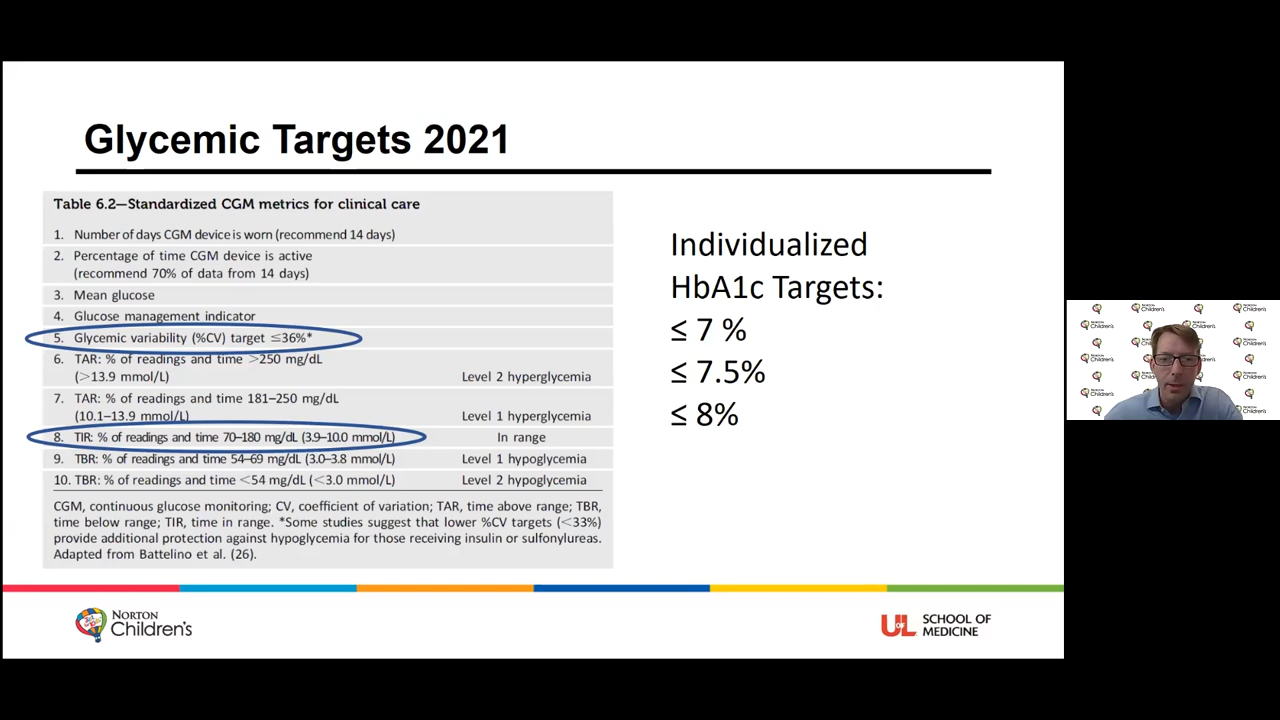 Glycemic Targets 2021
Table 6.2—Standardized CGM metrics for clinical care
1. Number of days CGM device is worn (recommend 14 days)
2. Percentage of time CGM device is active
(recommend 70% of data from 14 days)
3. Mean glucose
4. Glucose management indicator
5. Glycemic variability (%CV) target ≤36%*
6. TAR: % of readings and time >250 mg/dL
(>13.9 mmol/L) Level 2 hyperglycemia
7. TAR: % of readings and time 181–250 mg/dL
(10.1–13.9 mmol/L) Level 1 hyperglycemia
8. TIR: % of readings and time 70–180 mg/dL (3.9–10.0 mmol/L) In range
9. TBR: % of readings and time 54–69 mg/dL (3.0–3.8 mmol/L) Level 1 hypoglycemia
10. TBR: % of readings and time <54 mg/dL (<3.0 mmol/L) Level 2 hypoglycemia
CGM, continuous glucose monitoring; CV, coefficient of variation; TAR, time above range; TBR,
time below range; TIR, time in range. *Some studies suggest that lower %CV targets (<33%)
provide additional protection against hypoglycemia for those receiving insulin or sulfonylureas.
Adapted from Battelino et al. (26).
Individualized
HbA1c Targets:
≤ 7 %
≤ 7.5%
≤ 8%
NORTON
Children's
UofL SCHOOL OF
MEDICINE